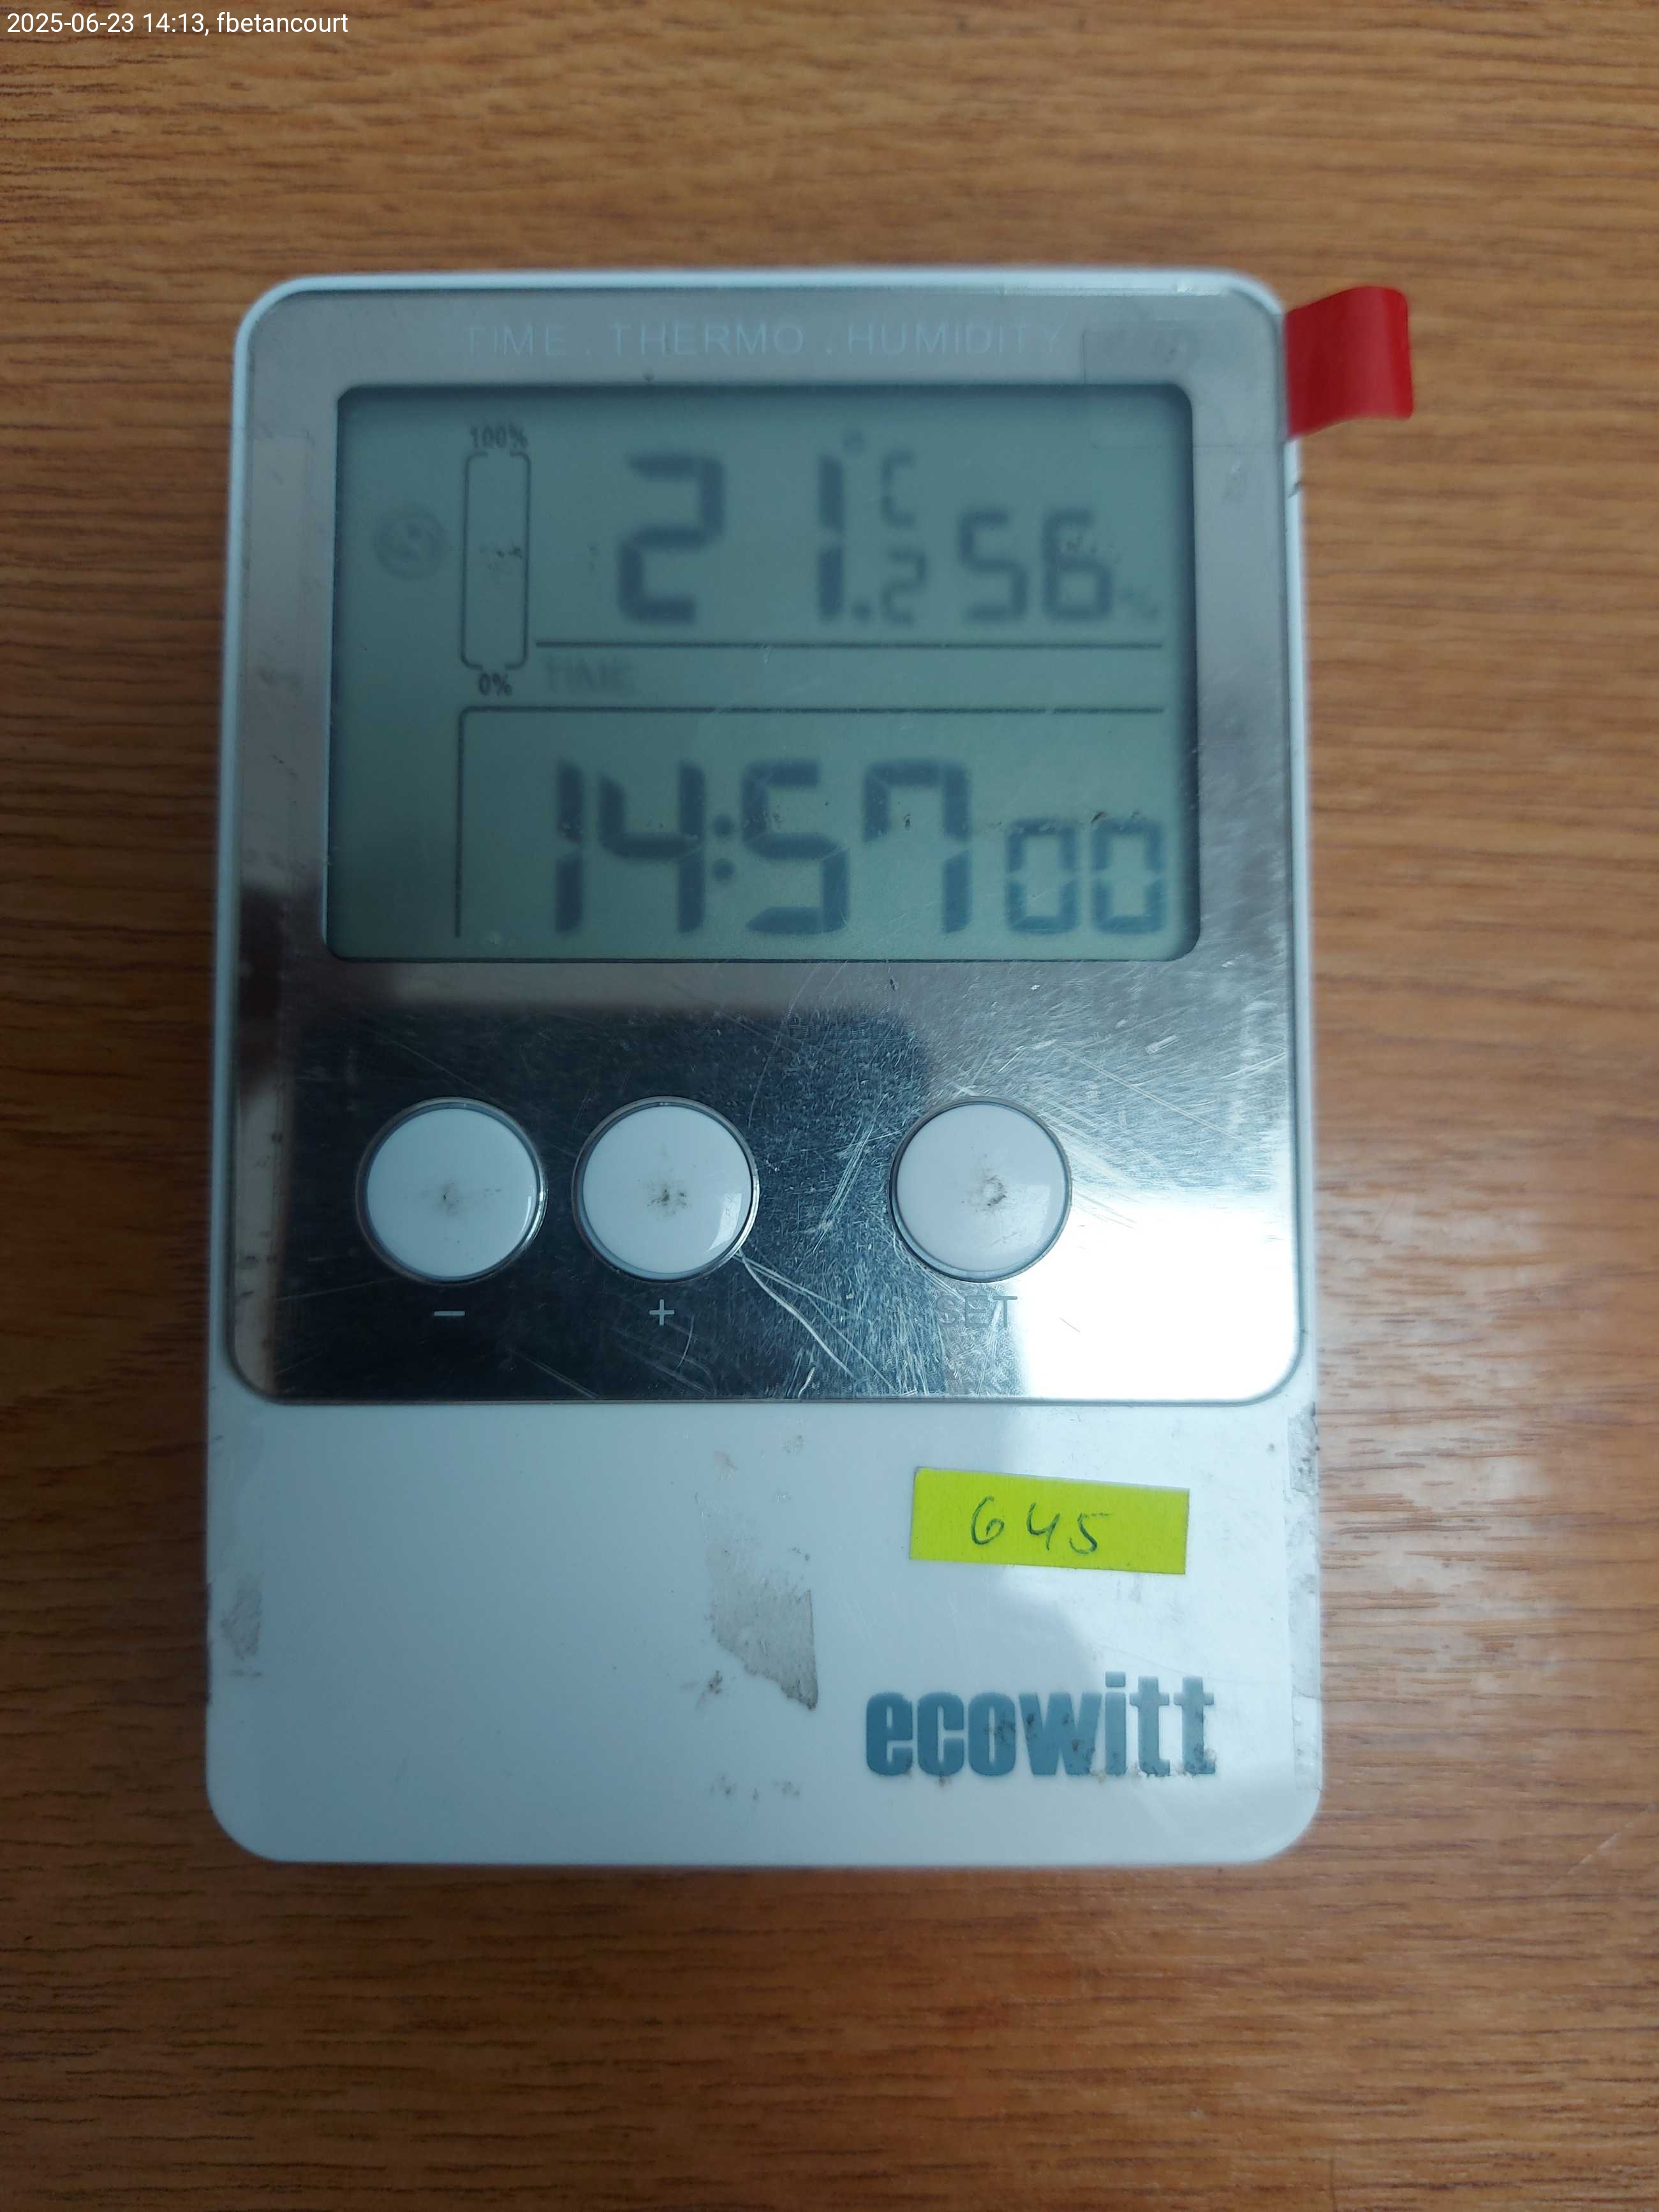 2025-06-23 14:13, fbetancourt
TIME . THERMO . HUMIDITY
100%
21.2 °C 56 %
0%
TIME
14:57 00
− +
SET
645
ecowitt